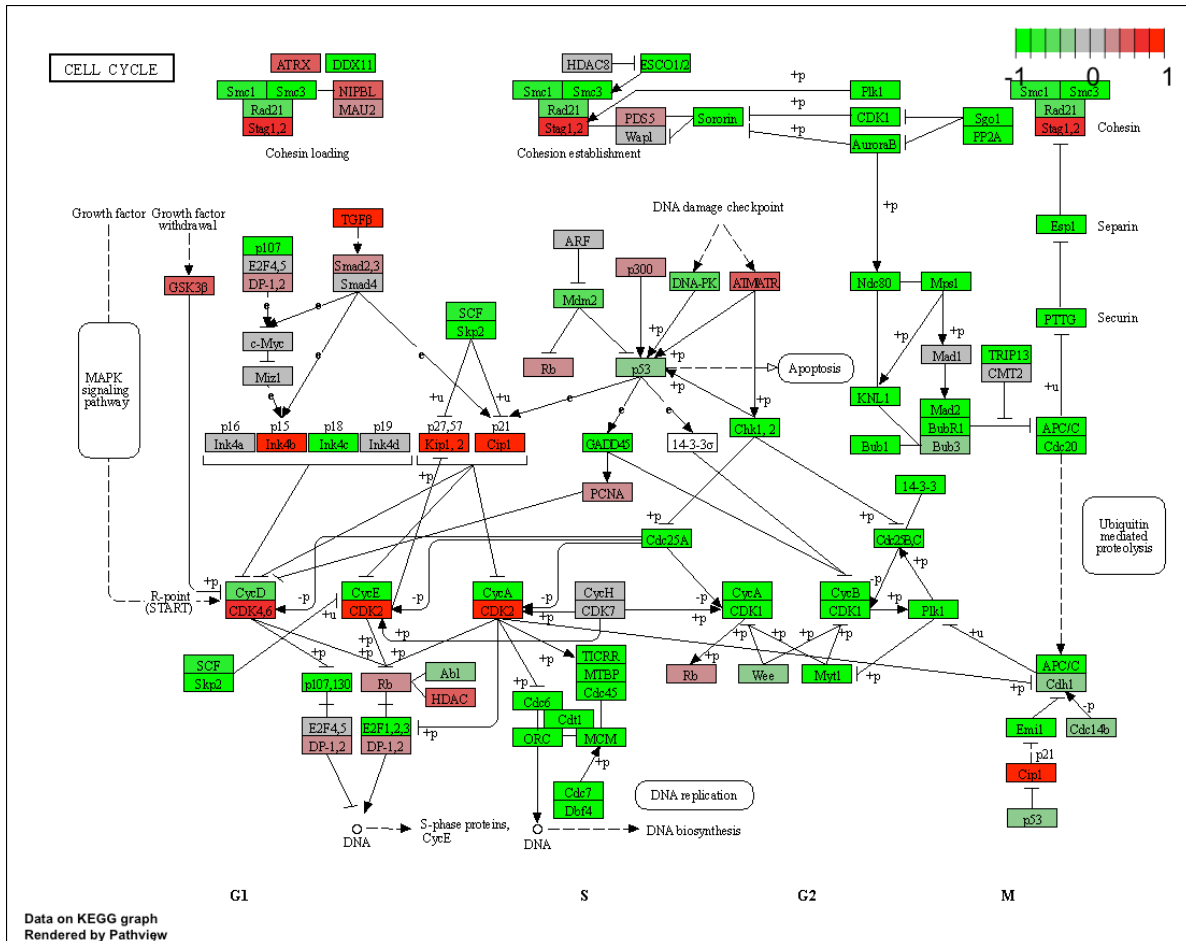 CELL CYCLE
-1 0 1
ATRX DDX11
Smc1 Smc3 NIPBL
Rad21 MAU2
Stag1,2
Cohesin loading
HDAC8 ESCO1/2
Smc1 Smc3
Rad21 PDS5 Sororin
Stag1,2 Wapl
Cohesion establishment
+p Plk1
+p CDK1
+p AuroraB
Sgo1
PP2A
Smc1 Smc3
Rad21
Stag1,2
Cohesin
Growth factor
Growth factor
withdrawal
TGFβ
DNA damage checkpoint
+p
Esp1 Separin
p107
E2F4,5
DP-1,2
Smad2,3
Smad4
GSK3β
ARF
p300
DNA-PK
ATM/ATR
Ndc80 Mps1
Mdm2
SCF
Skp2
PTTG Securin
e e e
c-Myc
Miz1
e
e
e
+u +u
MAPK
signaling
pathway
Rb
p53
+p +p
+p
+p
Apoptosis
+p +p
Mad1
TRIP13
CMT2
KNL1
+u
Mad2
BubR1
Bub3
Bub1
APC/C
Cdc20
p16 p15 p18 p19 p27,57 p21
Ink4a Ink4b Ink4c Ink4d Kip1, 2 Cip1
e e e
+p
GADD45 14-3-3σ Chk1, 2
+p
PCNA
14-3-3
+p +p
Cdc25A
Cdc25B,C
Ubiquitin
mediated
proteolysis
R-point
(START)
+p
CycD
CDK4,6
-p
CycE
CDK2
-p
CycA
CDK2
-p
+p
CycH
CDK7
-p
+p
CycA
CDK1
CycB
CDK1
-p
+p
+p
Plk1
+u
+u
SCF
Skp2
+p +p +p +p
+p
+p
+p
p107,130
Rb
Abl
HDAC
TICRR
MTBP
Cdc45
Rb
Wee
Myt1
+p
+p
APC/C
Cdh1
-p
E2F4,5
DP-1,2
E2F1,2,3
DP-1,2
+p
Cdc6
Cdt1
ORC MCM
+p
Emi1
Cdc14b
p21
Cip1
p53
Cdc7
Dbf4
DNA replication
DNA
S-phase proteins,
CycE
DNA
DNA biosynthesis
G1 S G2 M
Data on KEGG graph
Rendered by Pathview